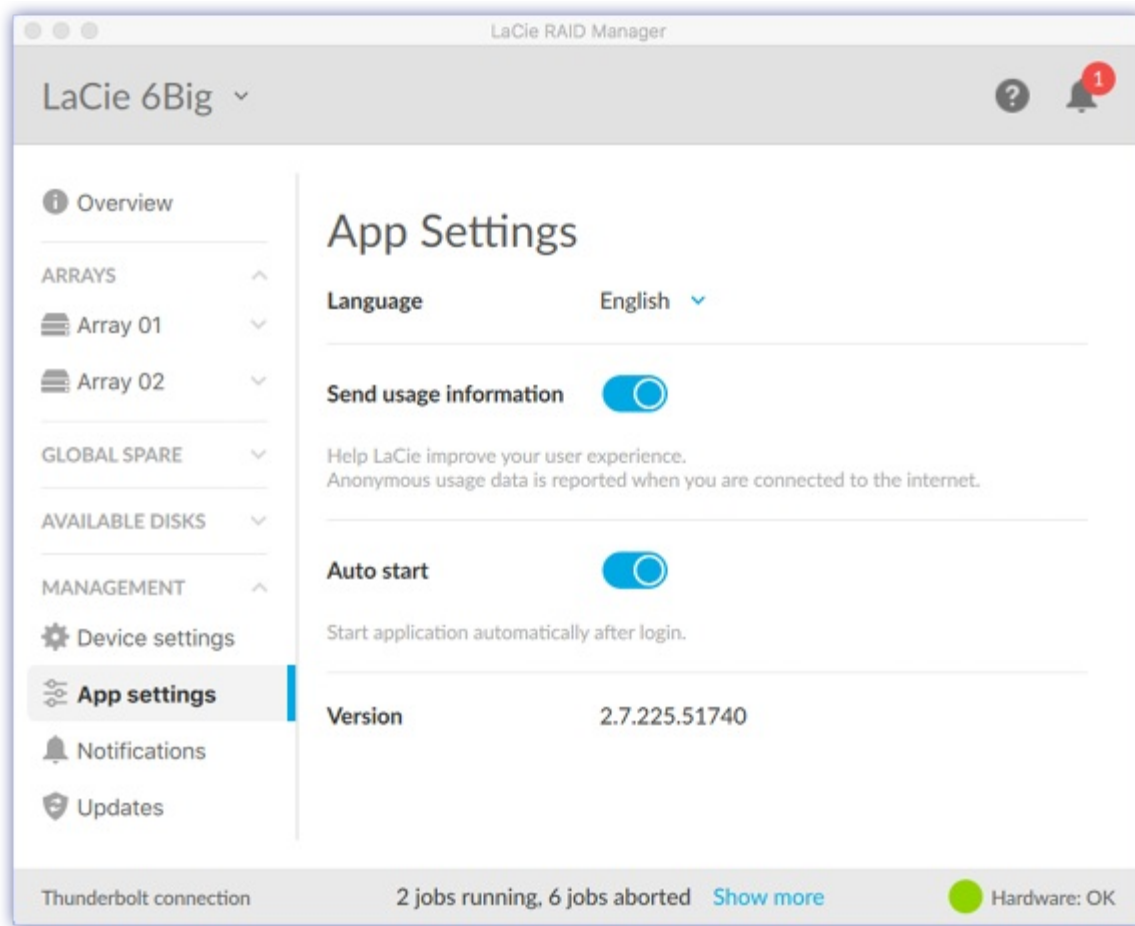 LaCie RAID Manager
LaCie 6Big
1
Overview
ARRAYS
Array 01
Array 02
GLOBAL SPARE
AVAILABLE DISKS
MANAGEMENT
Device settings
App settings
Notifications
Updates
App Settings
Language English
Send usage information
Help LaCie improve your user experience.
Anonymous usage data is reported when you are connected to the internet.
Auto start
Start application automatically after login.
Version 2.7.225.51740
Thunderbolt connection 2 jobs running, 6 jobs aborted Show more Hardware: OK